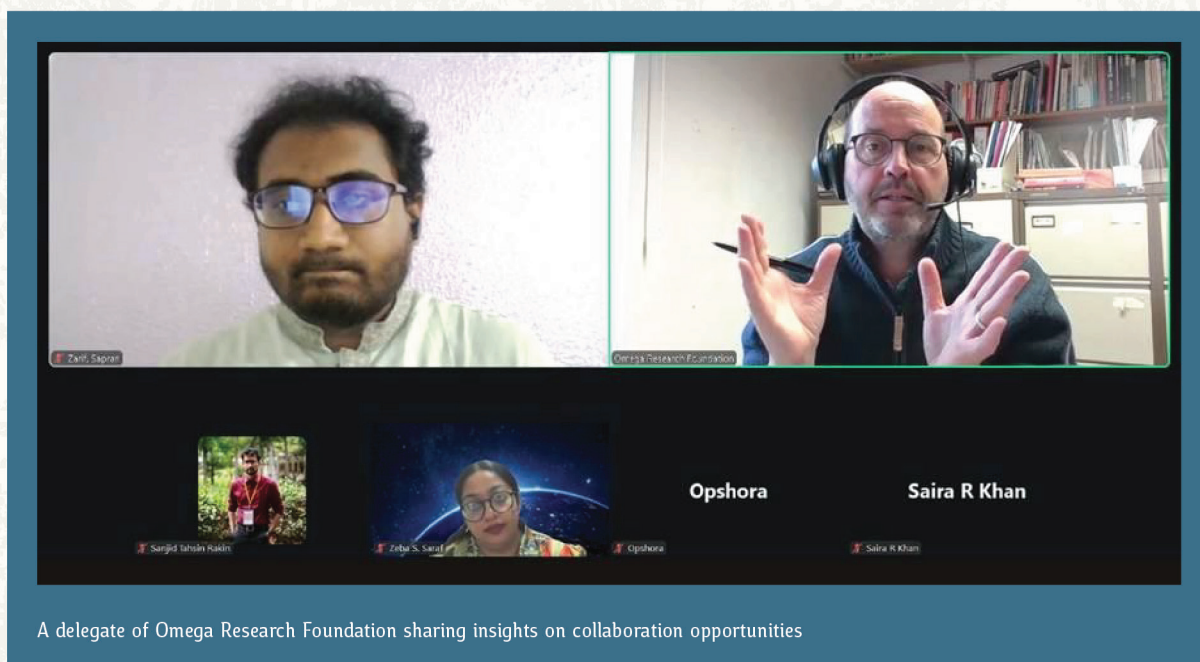 Zarif, Sapran
Omega Research Foundation
Opshora
Saira R Khan
Sanjid Tahsin Rakin
Zeba S. Saraf
Opshora
Saira R Khan
A delegate of Omega Research Foundation sharing insights on collaboration opportunities